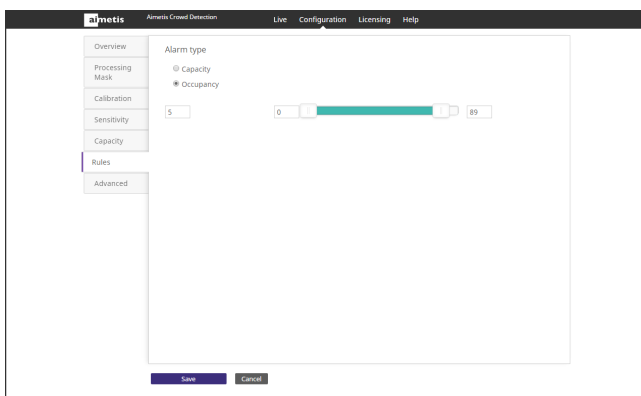 aimetis Aimetis Crowd Detection Live Configuration Licensing Help
Overview
Processing
Mask
Calibration
Sensitivity
Capacity
Rules
Advanced
Alarm type
Capacity
Occupancy
5 0 89
Save Cancel